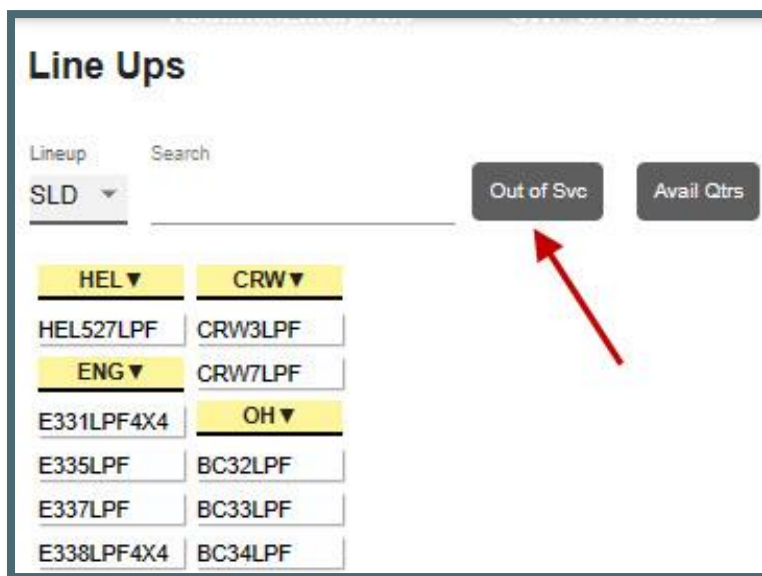 Line Ups
Lineup Search
SLD
Out of Svc
Avail Qtrs
HEL▼ CRW▼
HEL527LPF CRW3LPF
ENG▼ CRW7LPF
E331LPF4X4 OH▼
E335LPF BC32LPF
E337LPF BC33LPF
E338LPF4X4 BC34LPF